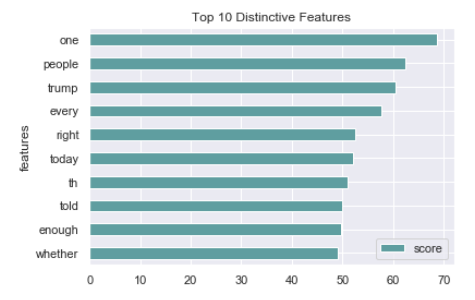 Top 10 Distinctive Features
one
people
trump
every
right
today
th
told
enough
whether
features
score
0 10 20 30 40 50 60 70